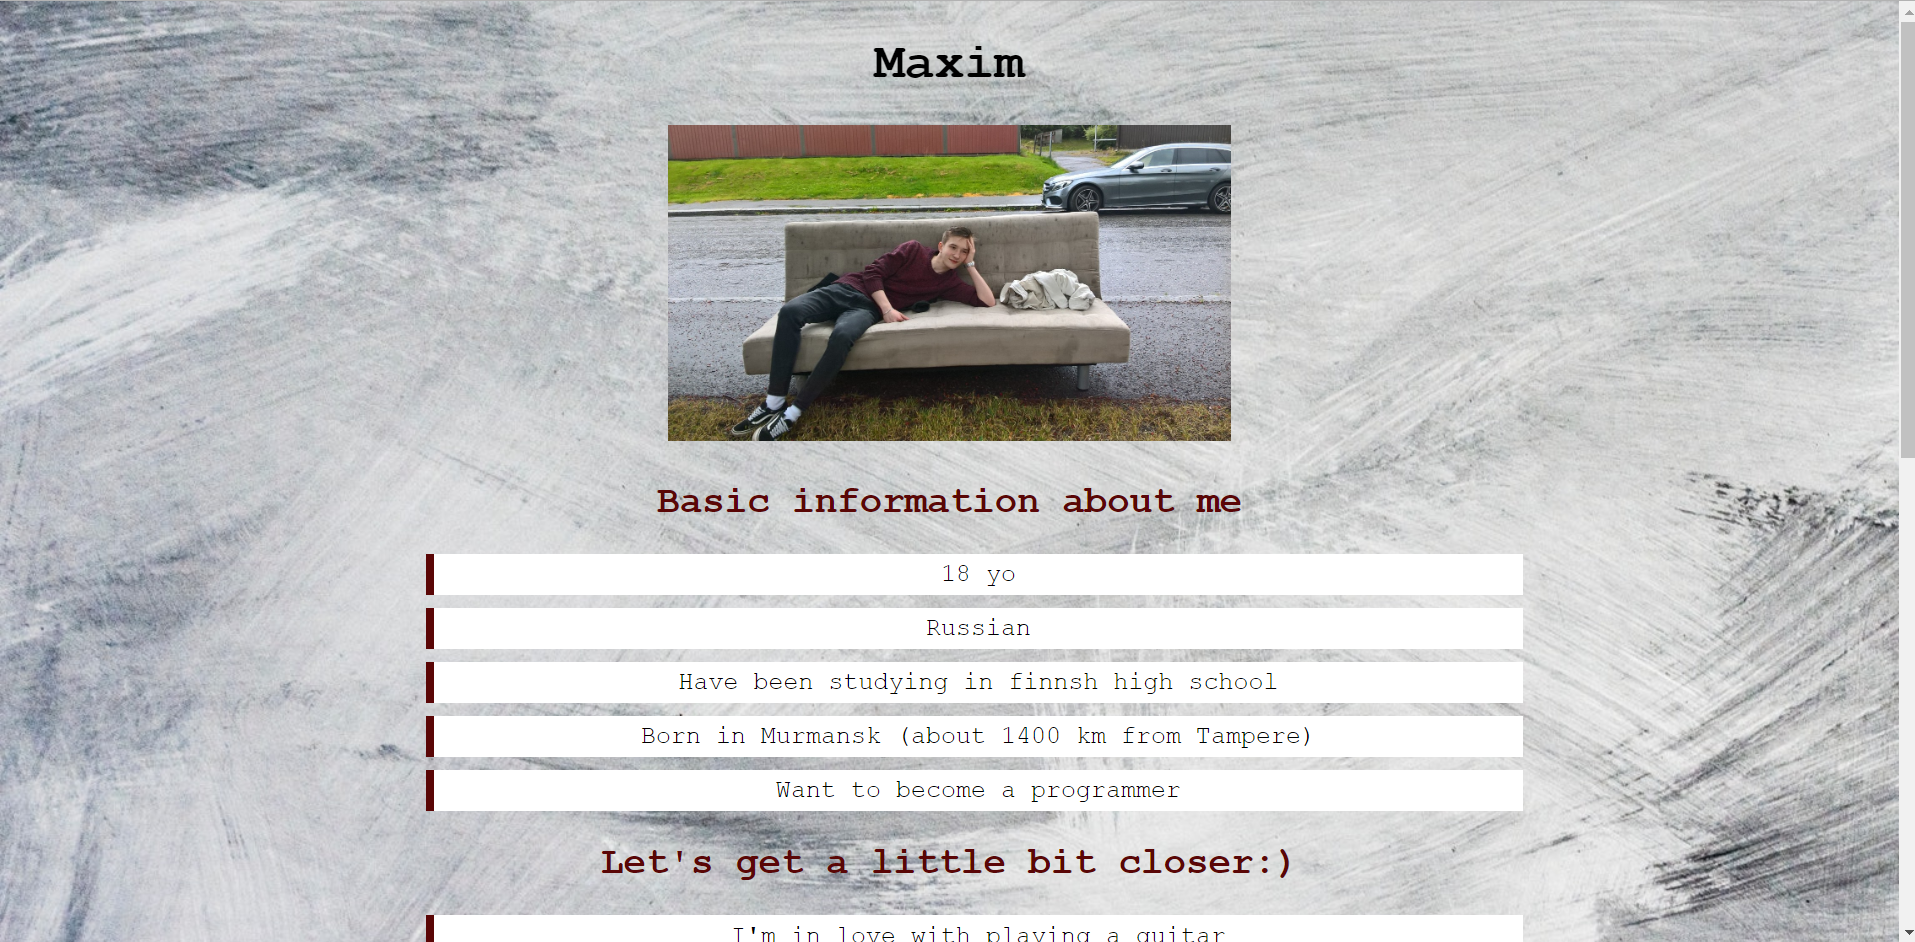 Maxim
Basic information about me
18 yo
Russian
Have been studying in finnsh high school
Born in Murmansk (about 1400 km from Tampere)
Want to become a programmer
Let's get a little bit closer:)
I'm in love with playing a guitar